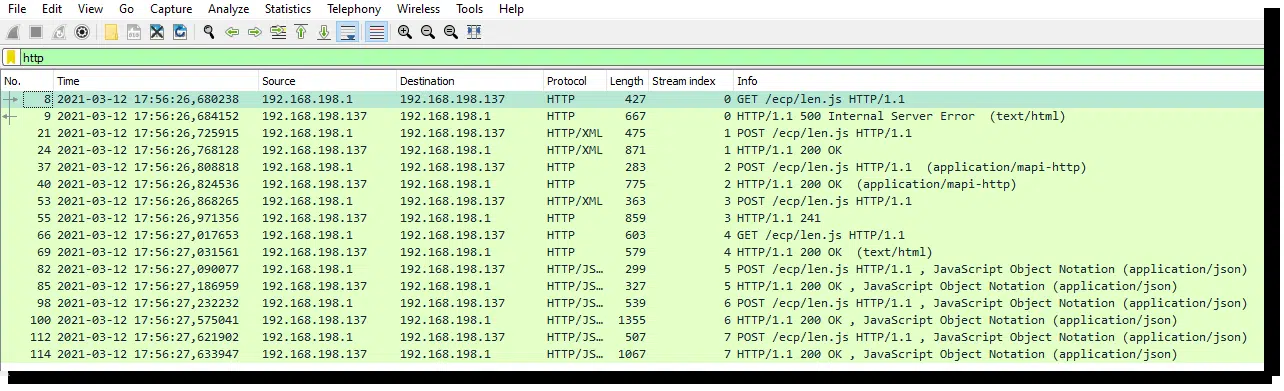 File Edit View Go Capture Analyze Statistics Telephony Wireless Tools Help
http
No. Time Source Destination Protocol Length Stream index Info
8 2021-03-12 17:56:26,680238 192.168.198.1 192.168.198.137 HTTP 427 0 GET /ecp/len.js HTTP/1.1
9 2021-03-12 17:56:26,684152 192.168.198.137 192.168.198.1 HTTP 667 0 HTTP/1.1 500 Internal Server Error (text/html)
21 2021-03-12 17:56:26,725915 192.168.198.1 192.168.198.137 HTTP/XML 475 1 POST /ecp/len.js HTTP/1.1
24 2021-03-12 17:56:26,768128 192.168.198.137 192.168.198.1 HTTP/XML 871 1 HTTP/1.1 200 OK
37 2021-03-12 17:56:26,808818 192.168.198.1 192.168.198.137 HTTP 283 2 POST /ecp/len.js HTTP/1.1 (application/mapi-http)
40 2021-03-12 17:56:26,824536 192.168.198.137 192.168.198.1 HTTP 775 2 HTTP/1.1 200 OK (application/mapi-http)
53 2021-03-12 17:56:26,868265 192.168.198.1 192.168.198.137 HTTP/XML 363 3 POST /ecp/len.js HTTP/1.1
55 2021-03-12 17:56:26,971356 192.168.198.137 192.168.198.1 HTTP 859 3 HTTP/1.1 241
66 2021-03-12 17:56:27,017653 192.168.198.1 192.168.198.137 HTTP 603 4 GET /ecp/len.js HTTP/1.1
69 2021-03-12 17:56:27,031561 192.168.198.137 192.168.198.1 HTTP 579 4 HTTP/1.1 200 OK (text/html)
82 2021-03-12 17:56:27,090077 192.168.198.1 192.168.198.137 HTTP/JS… 299 5 POST /ecp/len.js HTTP/1.1 , JavaScript Object Notation (application/json)
85 2021-03-12 17:56:27,186959 192.168.198.137 192.168.198.1 HTTP/JS… 327 5 HTTP/1.1 200 OK , JavaScript Object Notation (application/json)
98 2021-03-12 17:56:27,232232 192.168.198.1 192.168.198.137 HTTP/JS… 539 6 POST /ecp/len.js HTTP/1.1 , JavaScript Object Notation (application/json)
100 2021-03-12 17:56:27,575041 192.168.198.137 192.168.198.1 HTTP/JS… 1355 6 HTTP/1.1 200 OK , JavaScript Object Notation (application/json)
112 2021-03-12 17:56:27,621902 192.168.198.1 192.168.198.137 HTTP/JS… 507 7 POST /ecp/len.js HTTP/1.1 , JavaScript Object Notation (application/json)
114 2021-03-12 17:56:27,633947 192.168.198.137 192.168.198.1 HTTP/JS… 1067 7 HTTP/1.1 200 OK , JavaScript Object Notation (application/json)